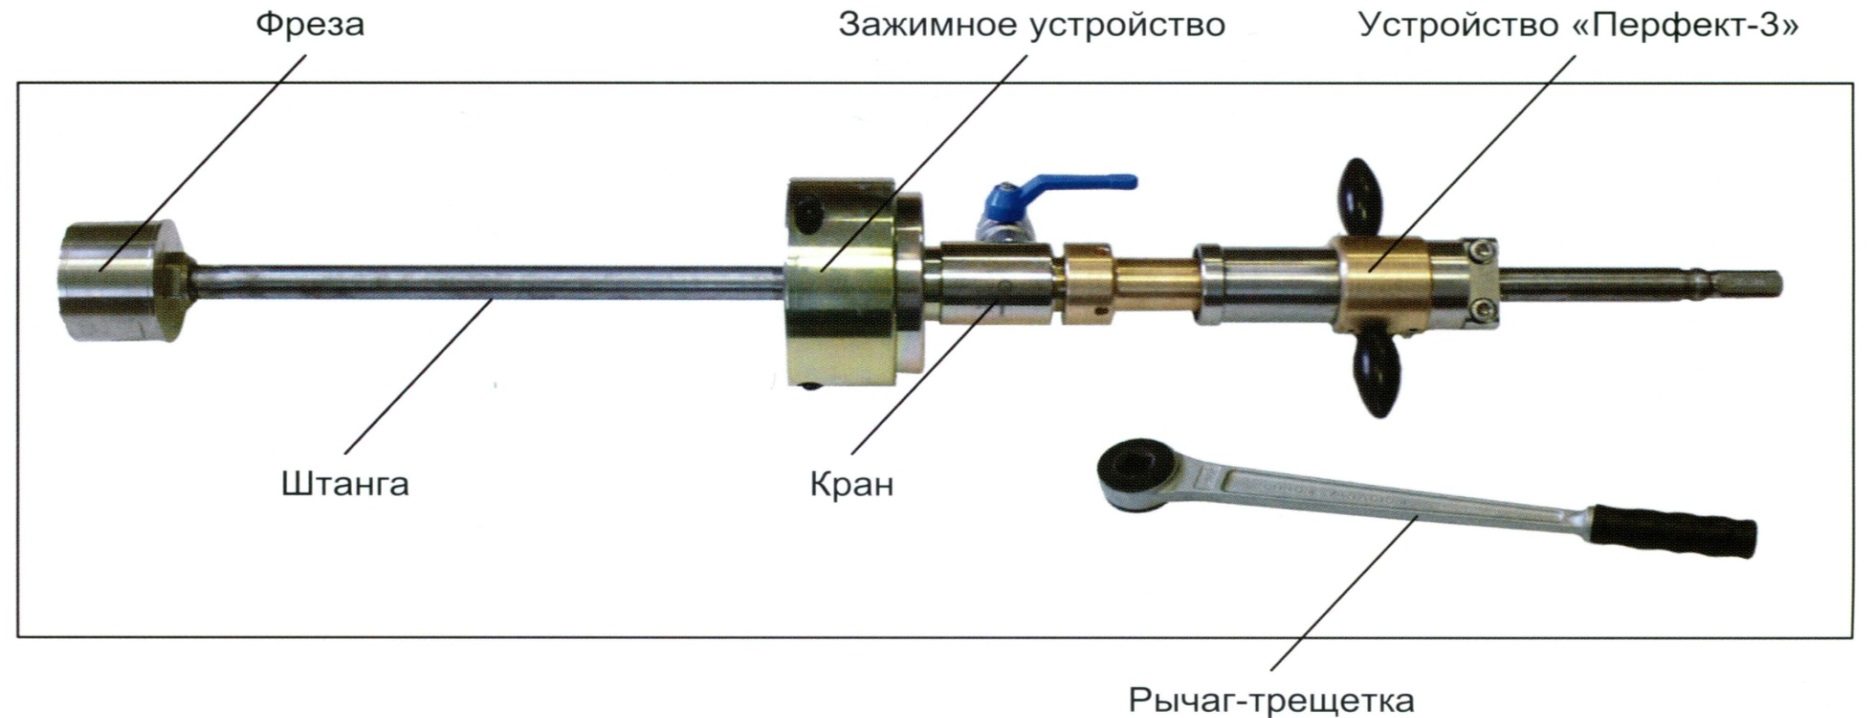 Фреза
Зажимное устройство
Устройство «Перфект-3»
Штанга
Кран
Рычаг-трещетка